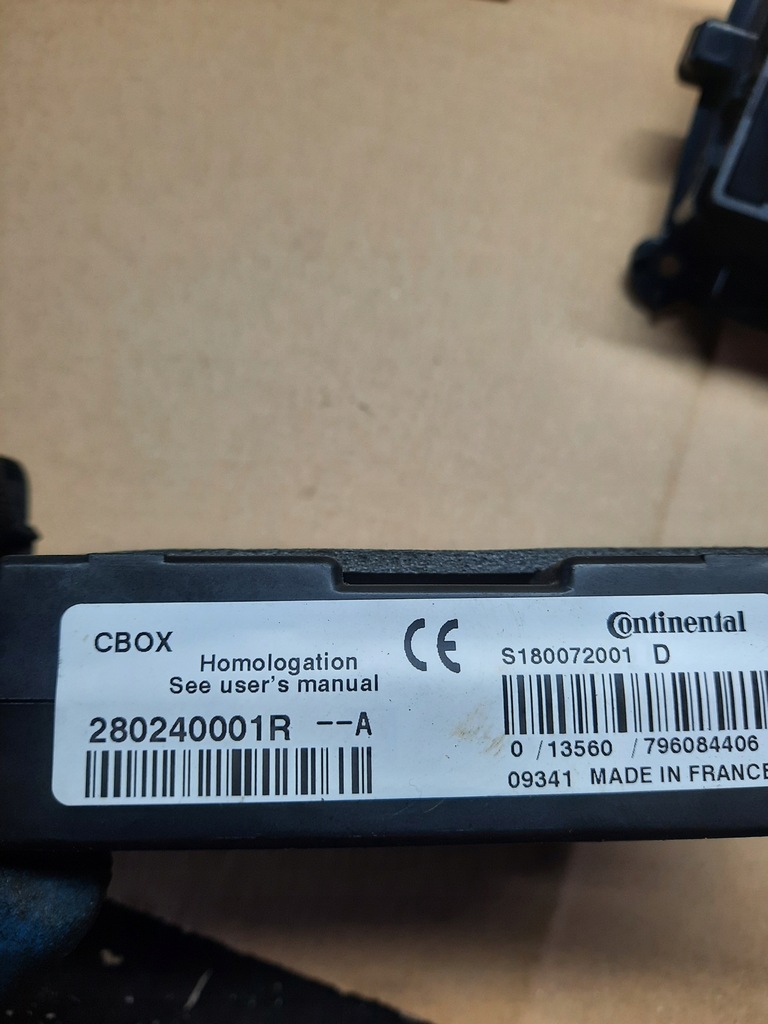 CBOX
Homologation
See user's manual
280240001R --A
CE
Continental
S180072001 D
0 /13560 /796084406
09341 MADE IN FRANCE